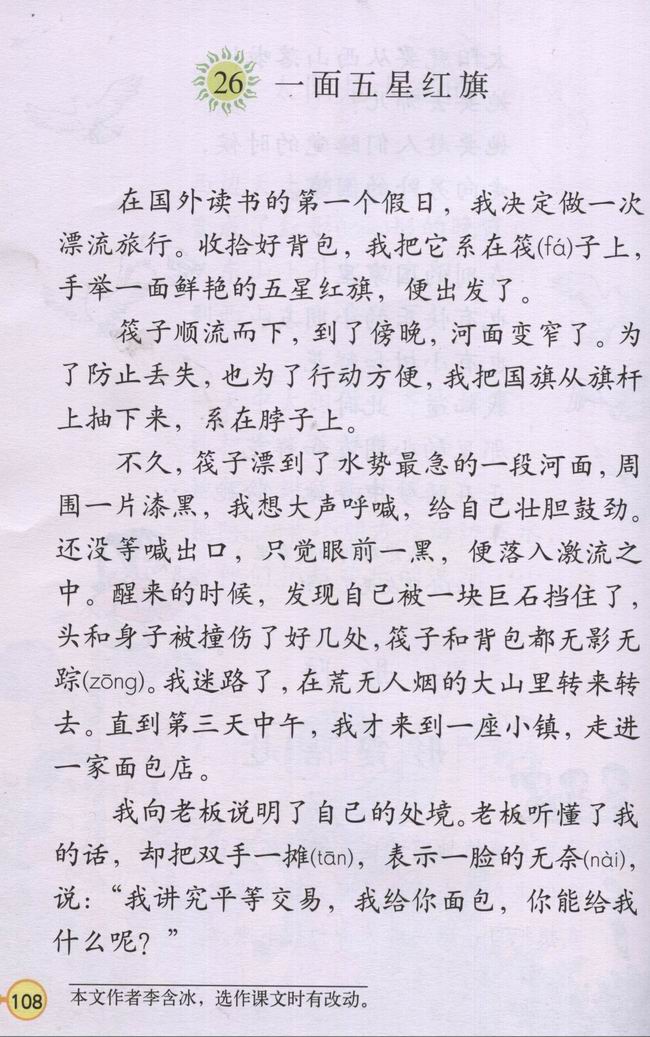 26 一面五星红旗
在国外读书的第一个假日，我决定做一次
漂流旅行。收拾好背包，我把它系在筏(fá)子上，
手举一面鲜艳的五星红旗，便出发了。
筏子顺流而下，到了傍晚，河面变窄了。为
了防止丢失，也为了行动方便，我把国旗从旗杆
上抽下来，系在脖子上。
不久，筏子漂到了水势最急的一段河面，周
围一片漆黑，我想大声呼喊，给自己壮胆鼓劲。
还没等喊出口，只觉眼前一黑，便落入激流之
中。醒来的时候，发现自己被一块巨石挡住了，
头和身子被撞伤了好几处，筏子和背包都无影无
踪(zōng)。我迷路了，在荒无人烟的大山里转来转
去。直到第三天中午，我才来到一座小镇，走进
一家面包店。
我向老板说明了自己的处境。老板听懂了我
的话，却把双手一摊(tān)，表示一脸的无奈(nài)，
说：“我讲究平等交易，我给你面包，你能给我
什么呢？”
本文作者李含冰，选作课文时有改动。
108